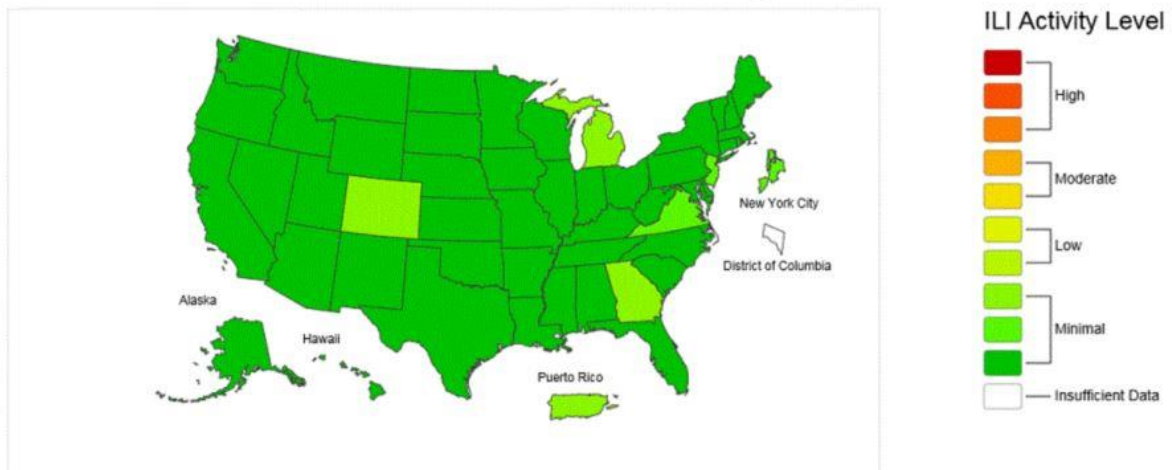 ILI Activity Level
High
Moderate
New York City
Low
District of Columbia
Alaska
Hawaii
Minimal
Puerto Rico
Insufficient Data